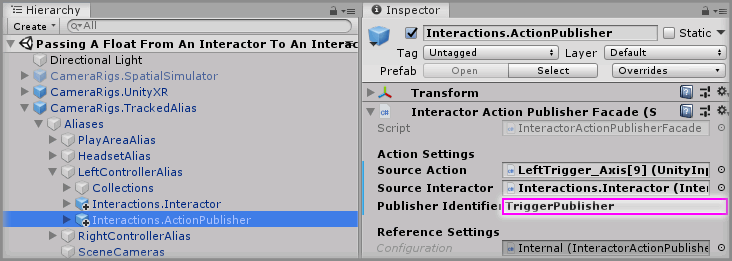 Hierarchy
Create
All
Passing A Float From An Interactor To An Interac
Directional Light
CameraRigs.SpatialSimulator
CameraRigs.UnityXR
CameraRigs.TrackedAlias
Aliases
PlayAreaAlias
HeadsetAlias
LeftControllerAlias
Collections
Interactions.Interactor
Interactions.ActionPublisher
RightControllerAlias
SceneCameras
Inspector
Interactions.ActionPublisher
Static
Tag Untagged Layer Default
Prefab Open Select Overrides
Transform
Interactor Action Publisher Facade (S
Script InteractorActionPublisherFacade
Action Settings
Source Action LeftTrigger_Axis[9] (UnityInp
Source Interactor Interactions.Interactor (Inter
Publisher Identifier TriggerPublisher
Reference Settings
Configuration Internal (InteractorActionPublishe